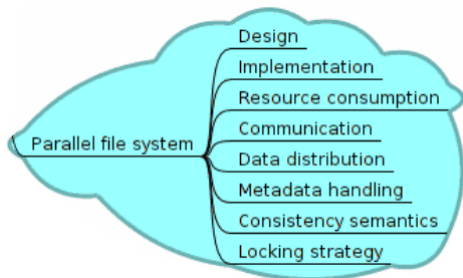 Design
Implementation
Resource consumption
Communication
Parallel file system
Data distribution
Metadata handling
Consistency semantics
Locking strategy